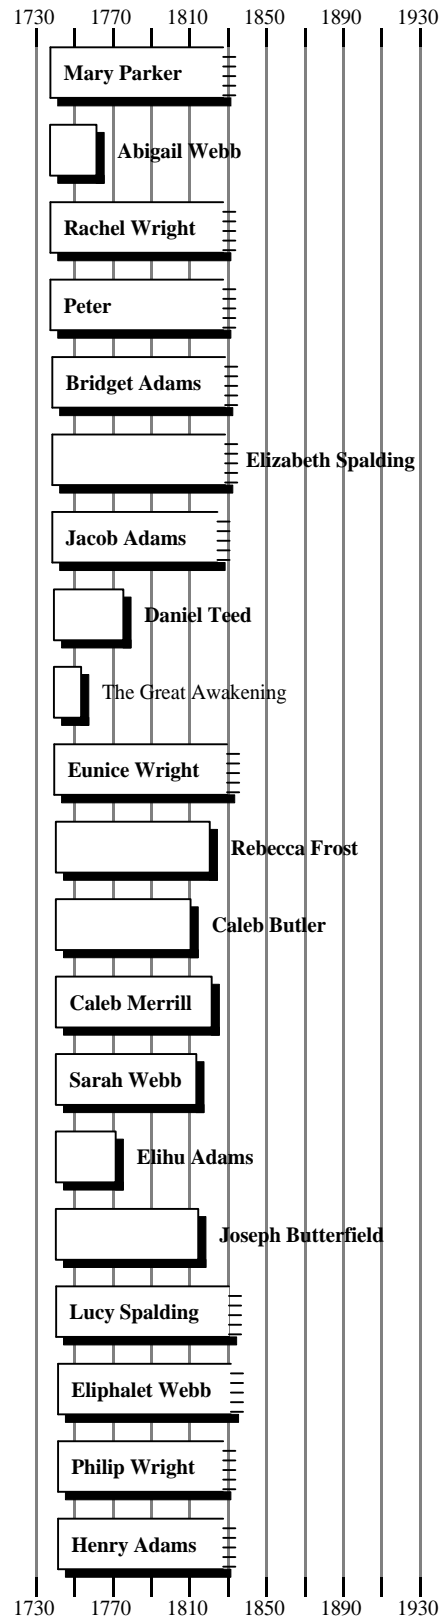 1730 1770 1810 1850 1890 1930
Mary Parker
Abigail Webb
Rachel Wright
Peter
Bridget Adams
Elizabeth Spalding
Jacob Adams
Daniel Teed
The Great Awakening
Eunice Wright
Rebecca Frost
Caleb Butler
Caleb Merrill
Sarah Webb
Elihu Adams
Joseph Butterfield
Lucy Spalding
Eliphalet Webb
Philip Wright
Henry Adams
1730 1770 1810 1850 1890 1930